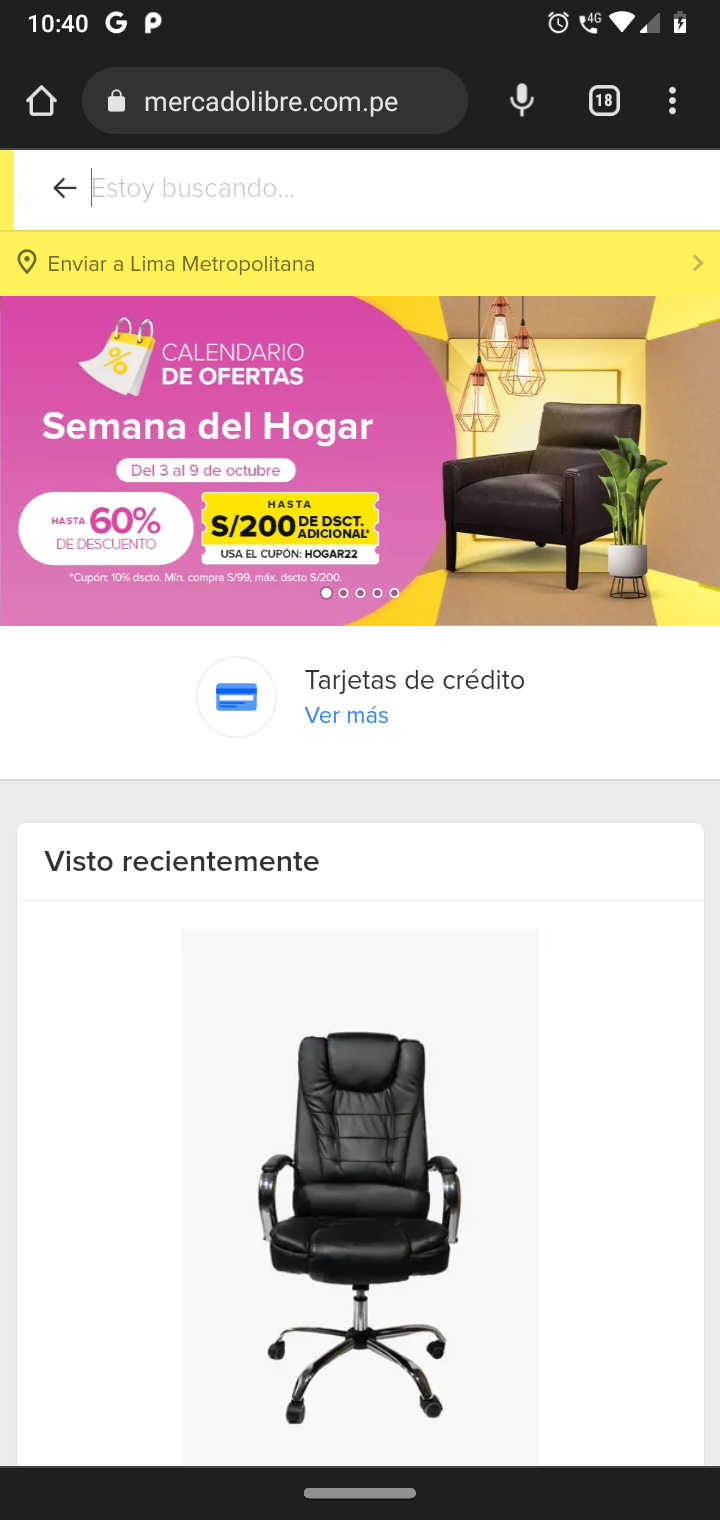 10:40 G P 4G
mercadolibre.com.pe 18
Estoy buscando...
Enviar a Lima Metropolitana
%
CALENDARIO
DE OFERTAS
Semana del Hogar
Del 3 al 9 de octubre
HASTA 60%
DE DESCUENTO
HASTA
S/200 DE DSCT. ADICIONAL*
USA EL CUPÓN: HOGAR22
*Cupón: 10% dscto. Mín. compra S/99, máx. dscto S/200.
Tarjetas de crédito
Ver más
Visto recientemente